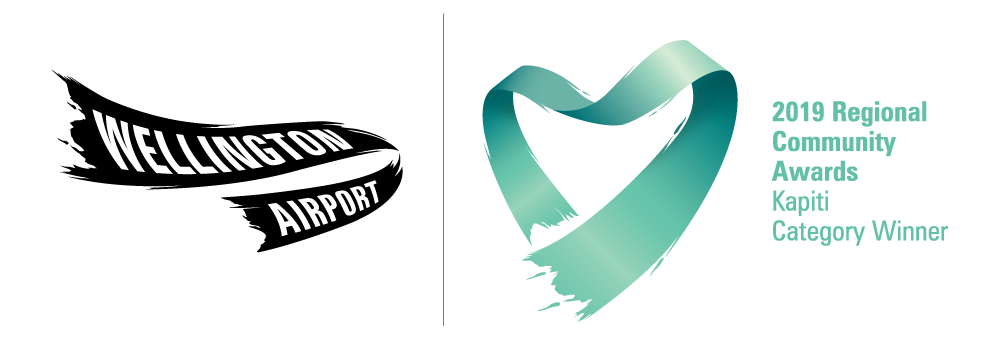 WELLINGTON
AIRPORT
2019 Regional
Community
Awards
Kapiti
Category Winner